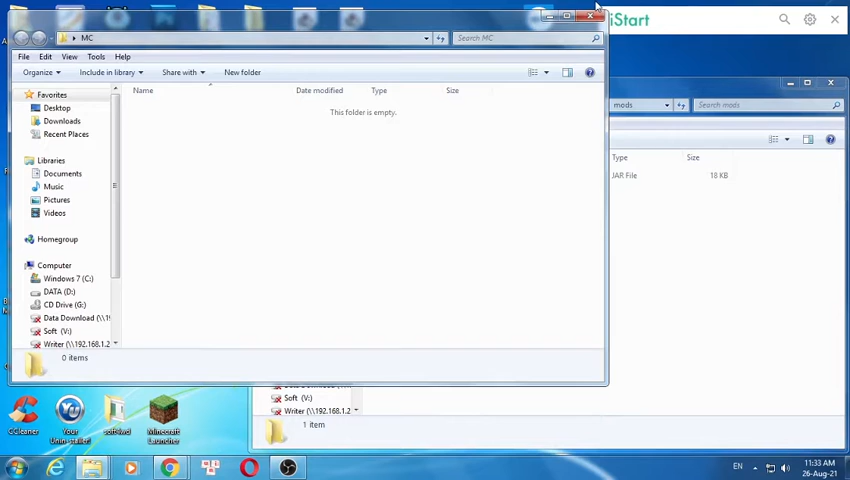 iStart
MC
Search MC
File Edit View Tools Help
Organize Include in library Share with New folder
Name Date modified Type Size
This folder is empty.
Favorites
Desktop
Downloads
Recent Places
Libraries
Documents
Music
Pictures
Videos
Homegroup
Computer
Windows 7 (C:)
DATA (D:)
CD Drive (G:)
Data Download (\\19
Soft (V:)
Writer (\\192.168.1.2
0 items
mods
Search mods
Type Size
JAR File 18 KB
Soft (V:)
Writer (\\192.168.1.2
1 item
CCleaner
Your
Unin-staller!
soft4wd
Minecraft
Launcher
EN
11:33 AM
26-Aug-21